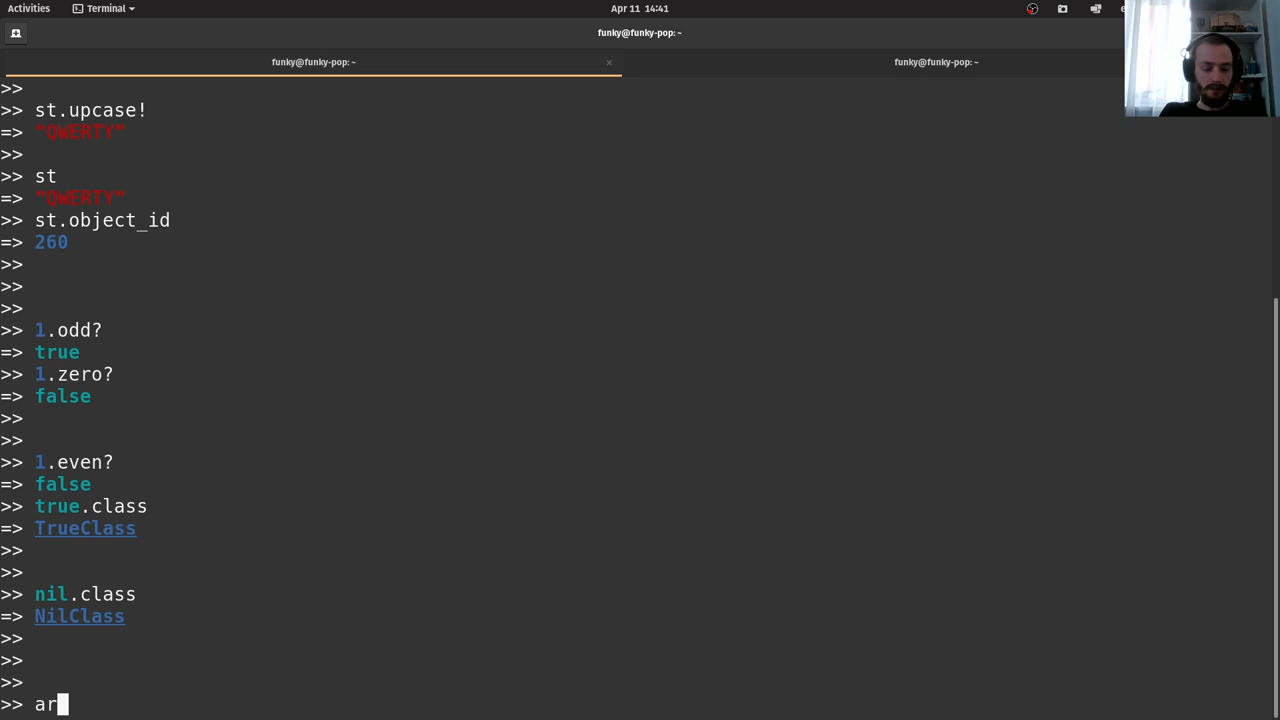 Activities
Terminal
Apr 11 14:41
funky@funky-pop: ~
funky@funky-pop: ~
funky@funky-pop: ~
>>
>> st.upcase!
=> "QWERTY"
>>
>> st
=> "QWERTY"
>> st.object_id
=> 260
>>
>>
>>
>> 1.odd?
=> true
>> 1.zero?
=> false
>>
>>
>> 1.even?
=> false
>> true.class
=> TrueClass
>>
>>
>> nil.class
=> NilClass
>>
>>
>>
>> ar